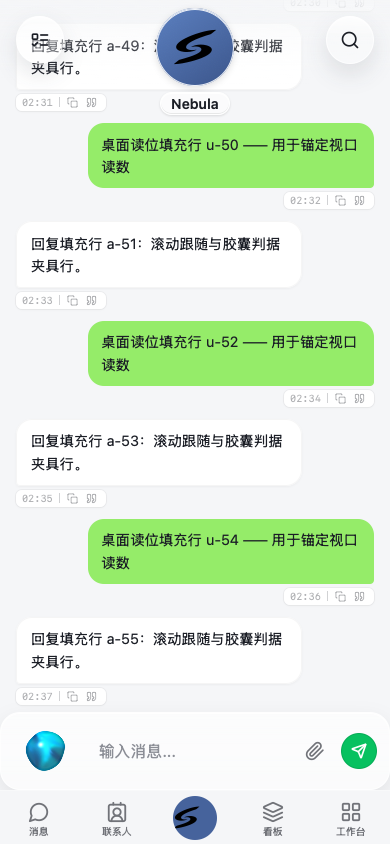 回复填充行 a-49：滚动跟随与胶囊判据
夹具行。
02:31
Nebula
桌面读位填充行 u-50 —— 用于锚定视口
读数
02:32
回复填充行 a-51：滚动跟随与胶囊判据
夹具行。
02:33
桌面读位填充行 u-52 —— 用于锚定视口
读数
02:34
回复填充行 a-53：滚动跟随与胶囊判据
夹具行。
02:35
桌面读位填充行 u-54 —— 用于锚定视口
读数
02:36
回复填充行 a-55：滚动跟随与胶囊判据
夹具行。
02:37
输入消息...
消息 联系人 看板 工作台